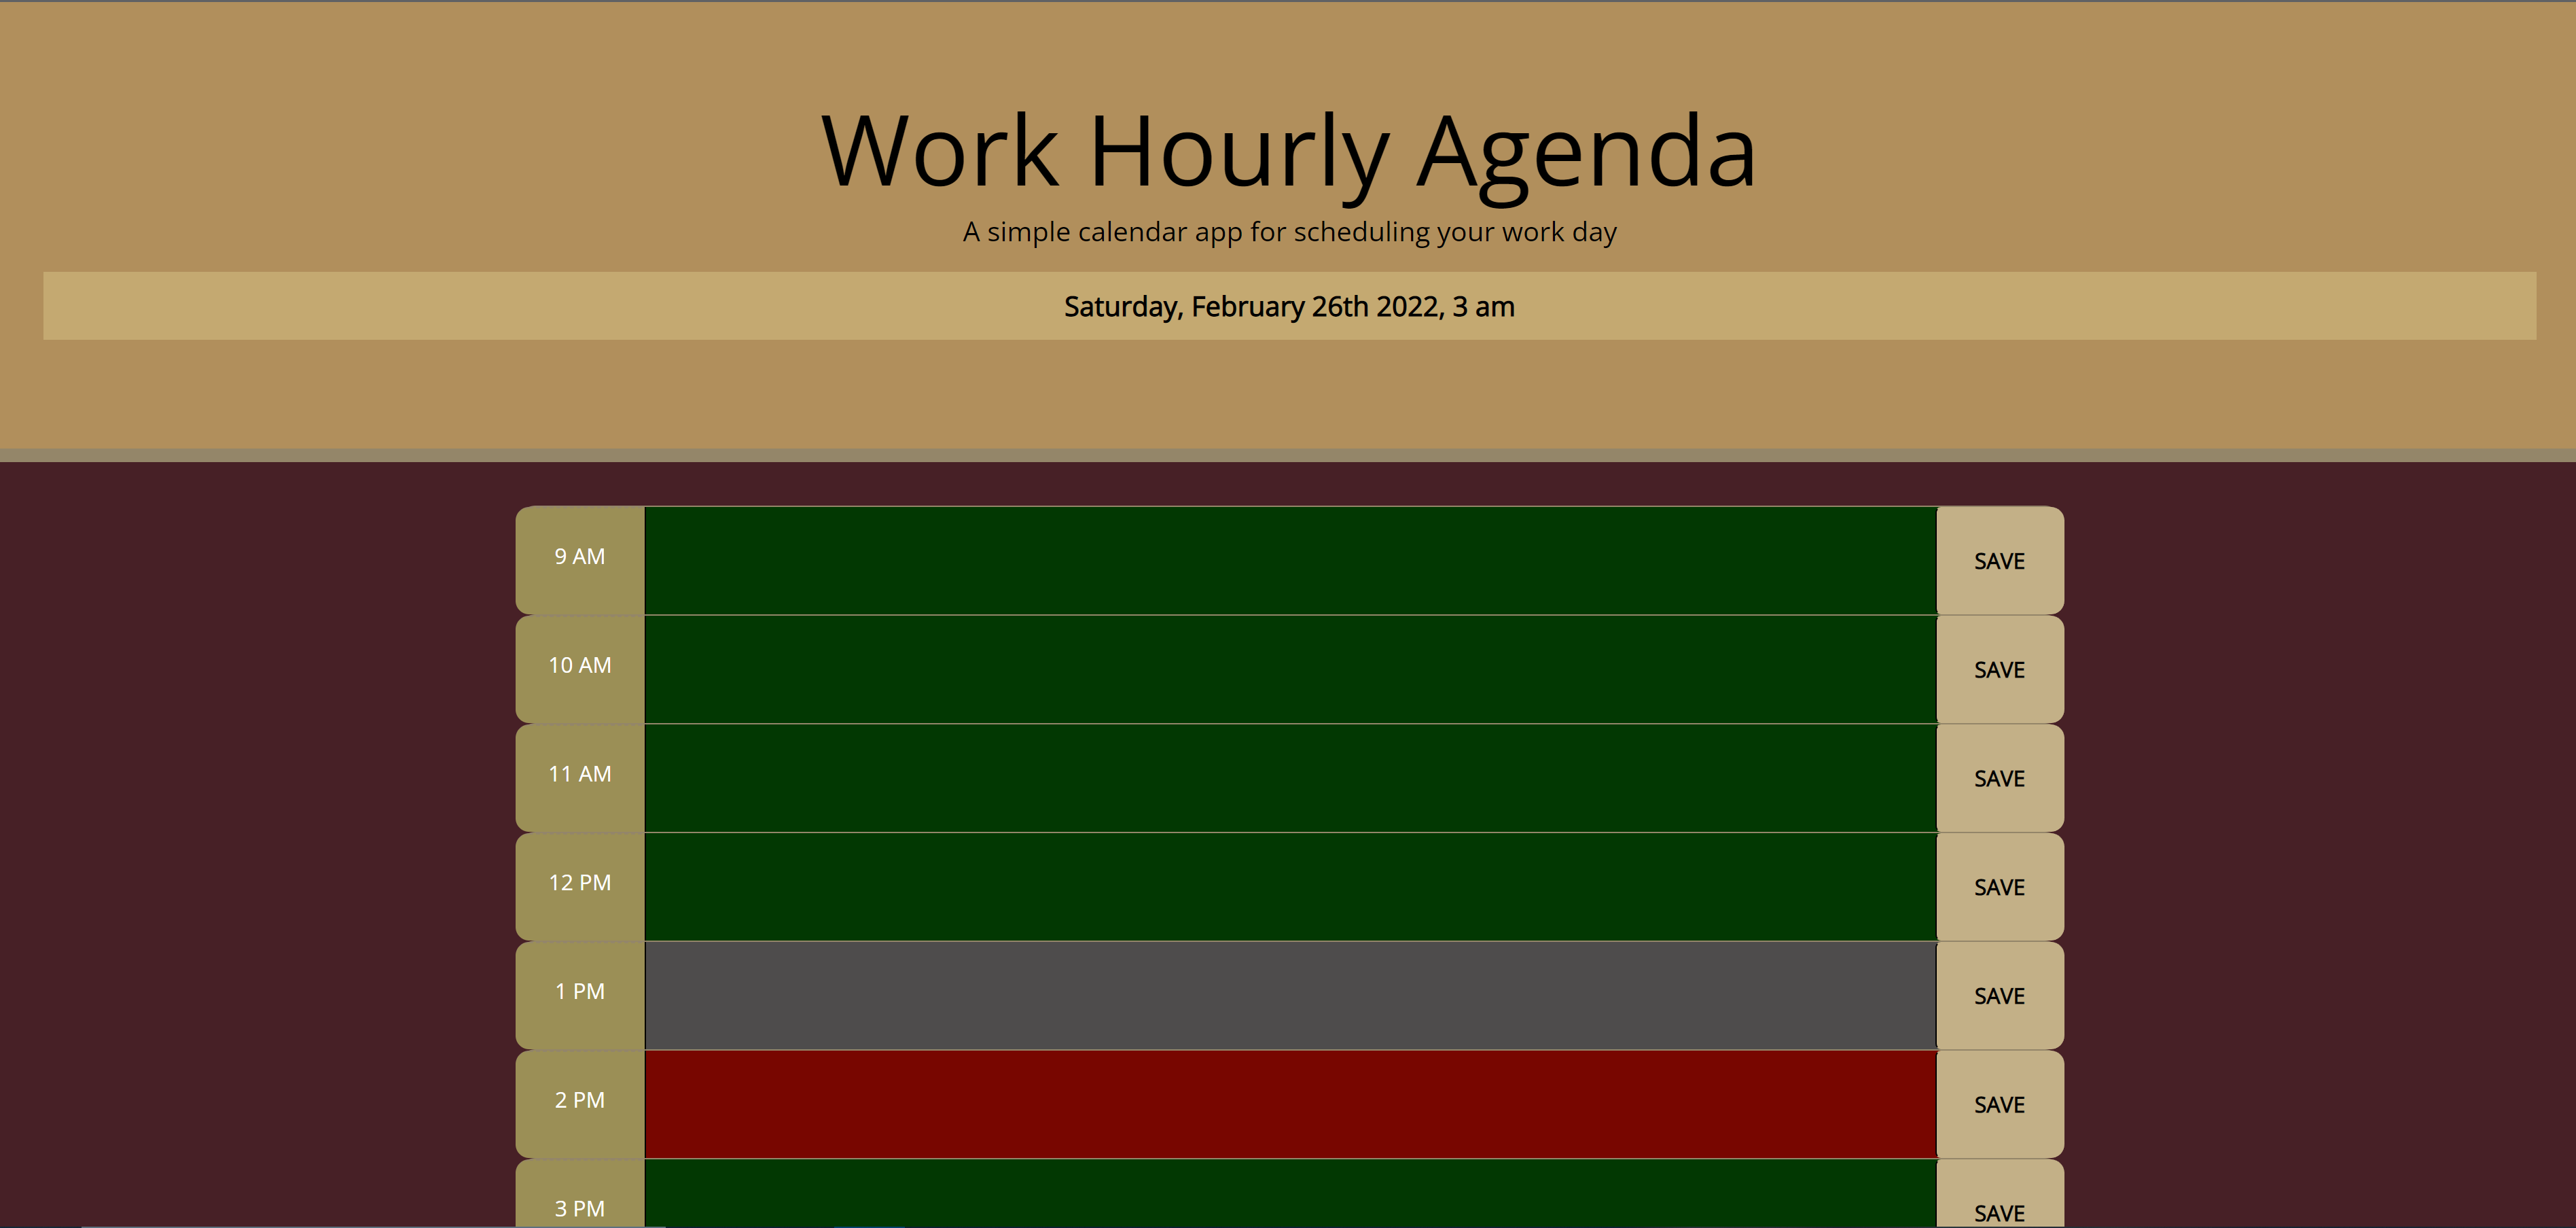 Work Hourly Agenda
A simple calendar app for scheduling your work day
Saturday, February 26th 2022, 3 am
9 AM SAVE
10 AM SAVE
11 AM SAVE
12 PM SAVE
1 PM SAVE
2 PM SAVE
3 PM SAVE